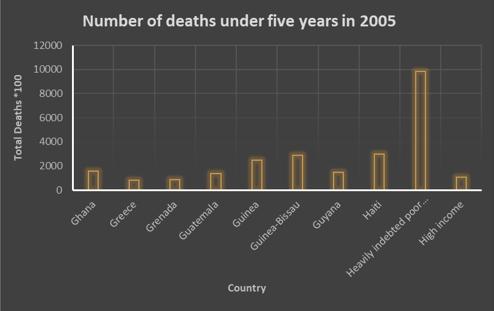 Number of deaths under five years in 2005
Total Deaths *100
12000
10000
8000
6000
4000
2000
0
Ghana
Greece
Grenada
Guatemala
Guinea
Guinea-Bissau
Guyana
Haiti
Heavily indebted poor...
High income
Country